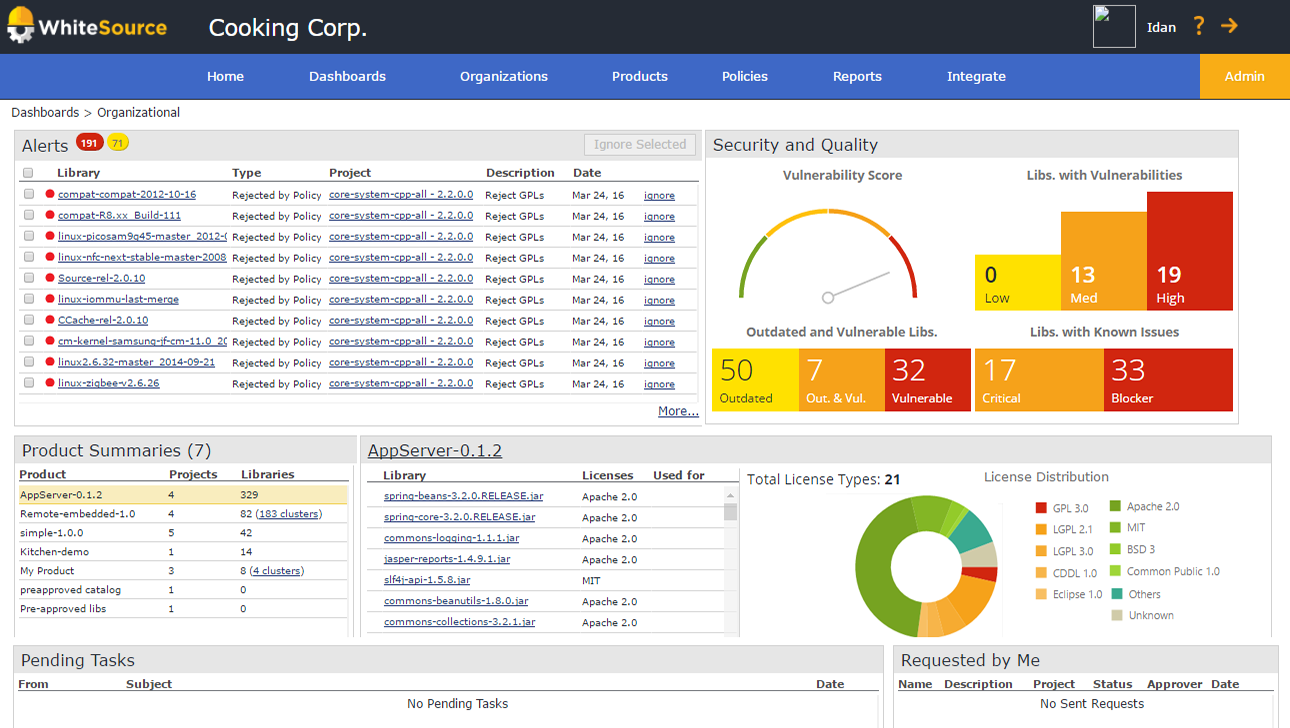 WhiteSource Cooking Corp. Idan ?
Home Dashboards Organizations Products Policies Reports Integrate Admin
Dashboards > Organizational
Alerts 191 71 Ignore Selected
Library Type Project Description Date
compat-compat-2012-10-16 Rejected by Policy core-system-cpp-all - 2.2.0.0 Reject GPLs Mar 24, 16 ignore
compat-R8.xx_Build-111 Rejected by Policy core-system-cpp-all - 2.2.0.0 Reject GPLs Mar 24, 16 ignore
linux-picosam9g45-master_2012-0 Rejected by Policy core-system-cpp-all - 2.2.0.0 Reject GPLs Mar 24, 16 ignore
linux-nfc-next-stable-master-2008 Rejected by Policy core-system-cpp-all - 2.2.0.0 Reject GPLs Mar 24, 16 ignore
Source-rel-2.0.10 Rejected by Policy core-system-cpp-all - 2.2.0.0 Reject GPLs Mar 24, 16 ignore
linux-iommu-last-merge Rejected by Policy core-system-cpp-all - 2.2.0.0 Reject GPLs Mar 24, 16 ignore
CCache-rel-2.0.10 Rejected by Policy core-system-cpp-all - 2.2.0.0 Reject GPLs Mar 24, 16 ignore
cm-kernel-samsung-jf-cm-11.0_20 Rejected by Policy core-system-cpp-all - 2.2.0.0 Reject GPLs Mar 24, 16 ignore
linux2.6.32-master_2014-09-21 Rejected by Policy core-system-cpp-all - 2.2.0.0 Reject GPLs Mar 24, 16 ignore
linux-zigbee-v2.6.26 Rejected by Policy core-system-cpp-all - 2.2.0.0 Reject GPLs Mar 24, 16 ignore
More...
Security and Quality
Vulnerability Score
Libs. with Vulnerabilities
0 Low
13 Med
19 High
Outdated and Vulnerable Libs.
50 Outdated
7 Out. & Vul.
32 Vulnerable
Libs. with Known Issues
17 Critical
33 Blocker
Product Summaries (7)
Product Projects Libraries
AppServer-0.1.2 4 329
Remote-embedded-1.0 4 82 (183 clusters)
simple-1.0.0 5 42
Kitchen-demo 1 14
My Product 3 8 (4 clusters)
preapproved catalog 1 0
Pre-approved libs 1 0
AppServer-0.1.2
Library Licenses Used for
spring-beans-3.2.0.RELEASE.jar Apache 2.0
spring-core-3.2.0.RELEASE.jar Apache 2.0
commons-logging-1.1.1.jar Apache 2.0
jasper-reports-1.4.9.1.jar Apache 2.0
slf4j-api-1.5.8.jar MIT
commons-beanutils-1.8.0.jar Apache 2.0
commons-collections-3.2.1.jar Apache 2.0
Total License Types: 21
License Distribution
GPL 3.0
LGPL 2.1
LGPL 3.0
CDDL 1.0
Eclipse 1.0
Apache 2.0
MIT
BSD 3
Common Public 1.0
Others
Unknown
Pending Tasks
From Subject Date
No Pending Tasks
Requested by Me
Name Description Project Status Approver Date
No Sent Requests